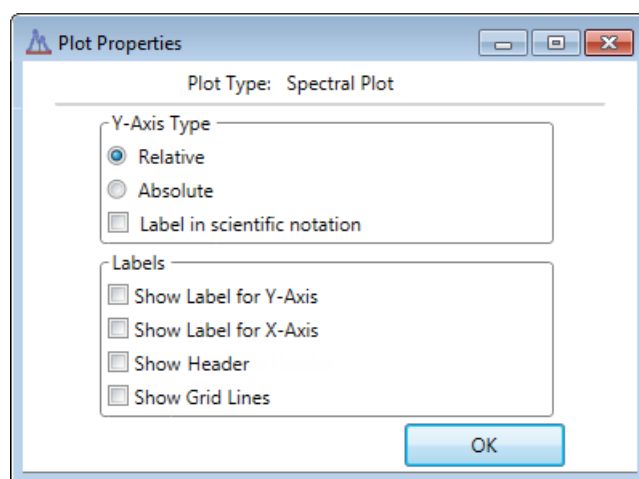 Plot Properties
Plot Type: Spectral Plot
Y-Axis Type
Relative
Absolute
Label in scientific notation
Labels
Show Label for Y-Axis
Show Label for X-Axis
Show Header
Show Grid Lines
OK